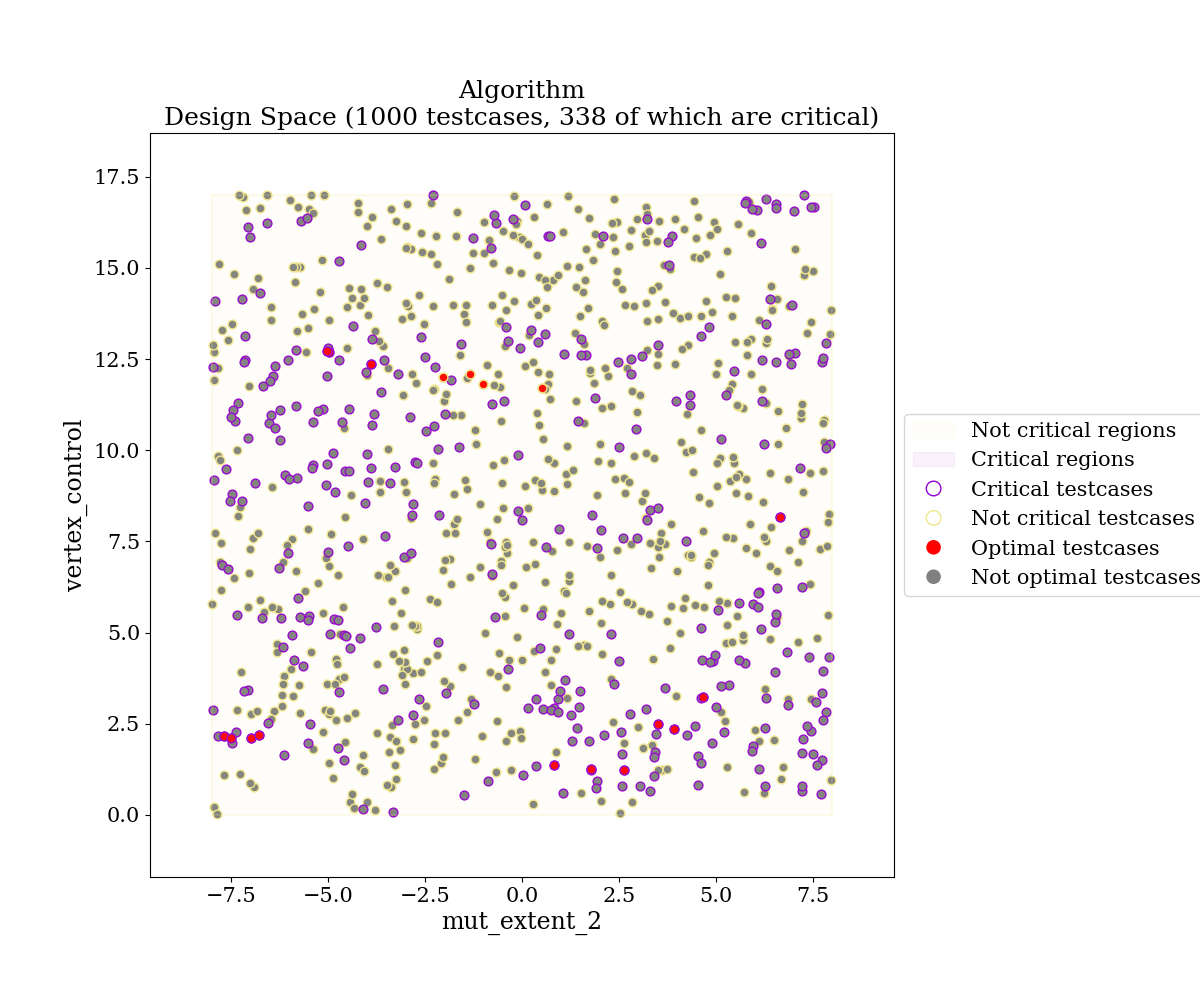 Algorithm
Design Space (1000 testcases, 338 of which are critical)
17.5
15.0
12.5
10.0
7.5
5.0
2.5
0.0
vertex_control
−7.5
−5.0
−2.5
0.0
2.5
5.0
7.5
mut_extent_2
Not critical regions
Critical regions
Critical testcases
Not critical testcases
Optimal testcases
Not optimal testcases